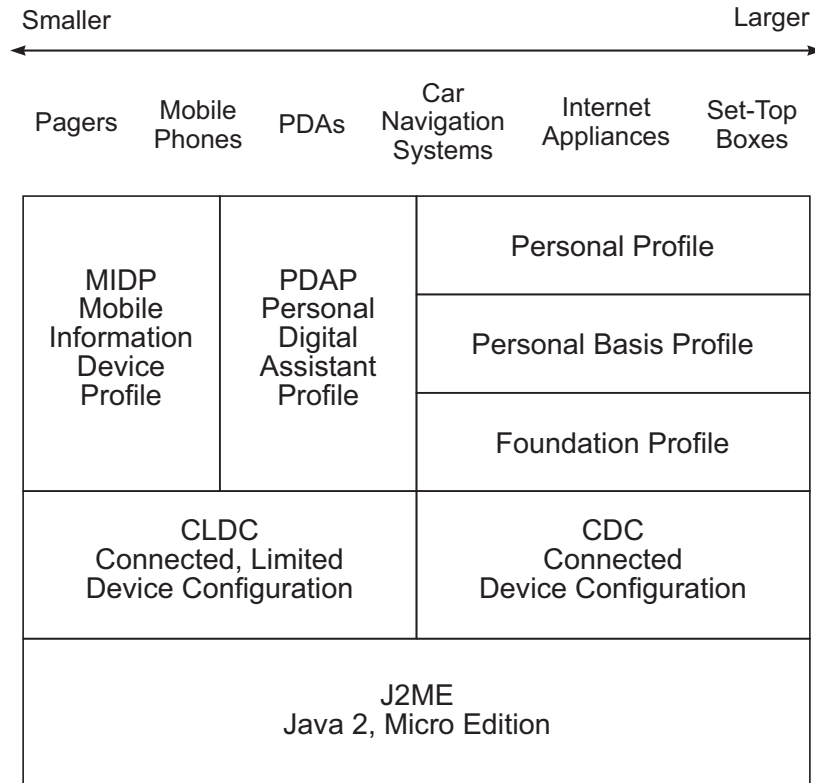 Smaller
Larger
Pagers
Mobile
Phones
PDAs
Car
Navigation
Systems
Internet
Appliances
Set-Top
Boxes
MIDP
Mobile
Information
Device
Profile
PDAP
Personal
Digital
Assistant
Profile
Personal Profile
Personal Basis Profile
Foundation Profile
CLDC
Connected, Limited
Device Configuration
CDC
Connected
Device Configuration
J2ME
Java 2, Micro Edition